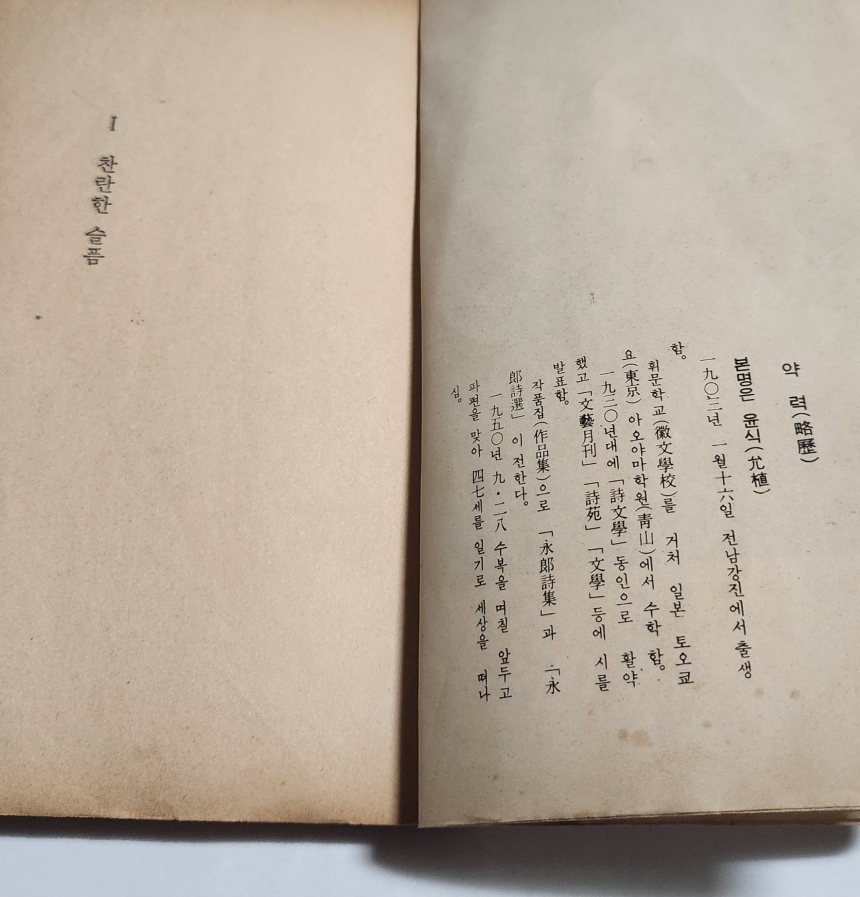 약 력(略歷)
본명은 윤식(允植)
一九〇三년 一월十六일 전남강진에서출생
함。
휘문학교(徽文學校)를 거처 일본 토오쿄
요(東京) 아오야마학원(靑山)에서 수학 함。
一九三〇년대에 「詩文學」 동인으로 활약
했고 「文藝月刊」 「詩苑」 「文學」등에 시를
발표함。
작품집(作品集)으로 「永郎詩集」과 「永
郎詩選」이 전한다。
一九五〇년 九・二八 수복을 며칠 앞두고
파편을 맞아 四七세를 일기로 세상을 떠나
심。
I 찬란한 슬픔